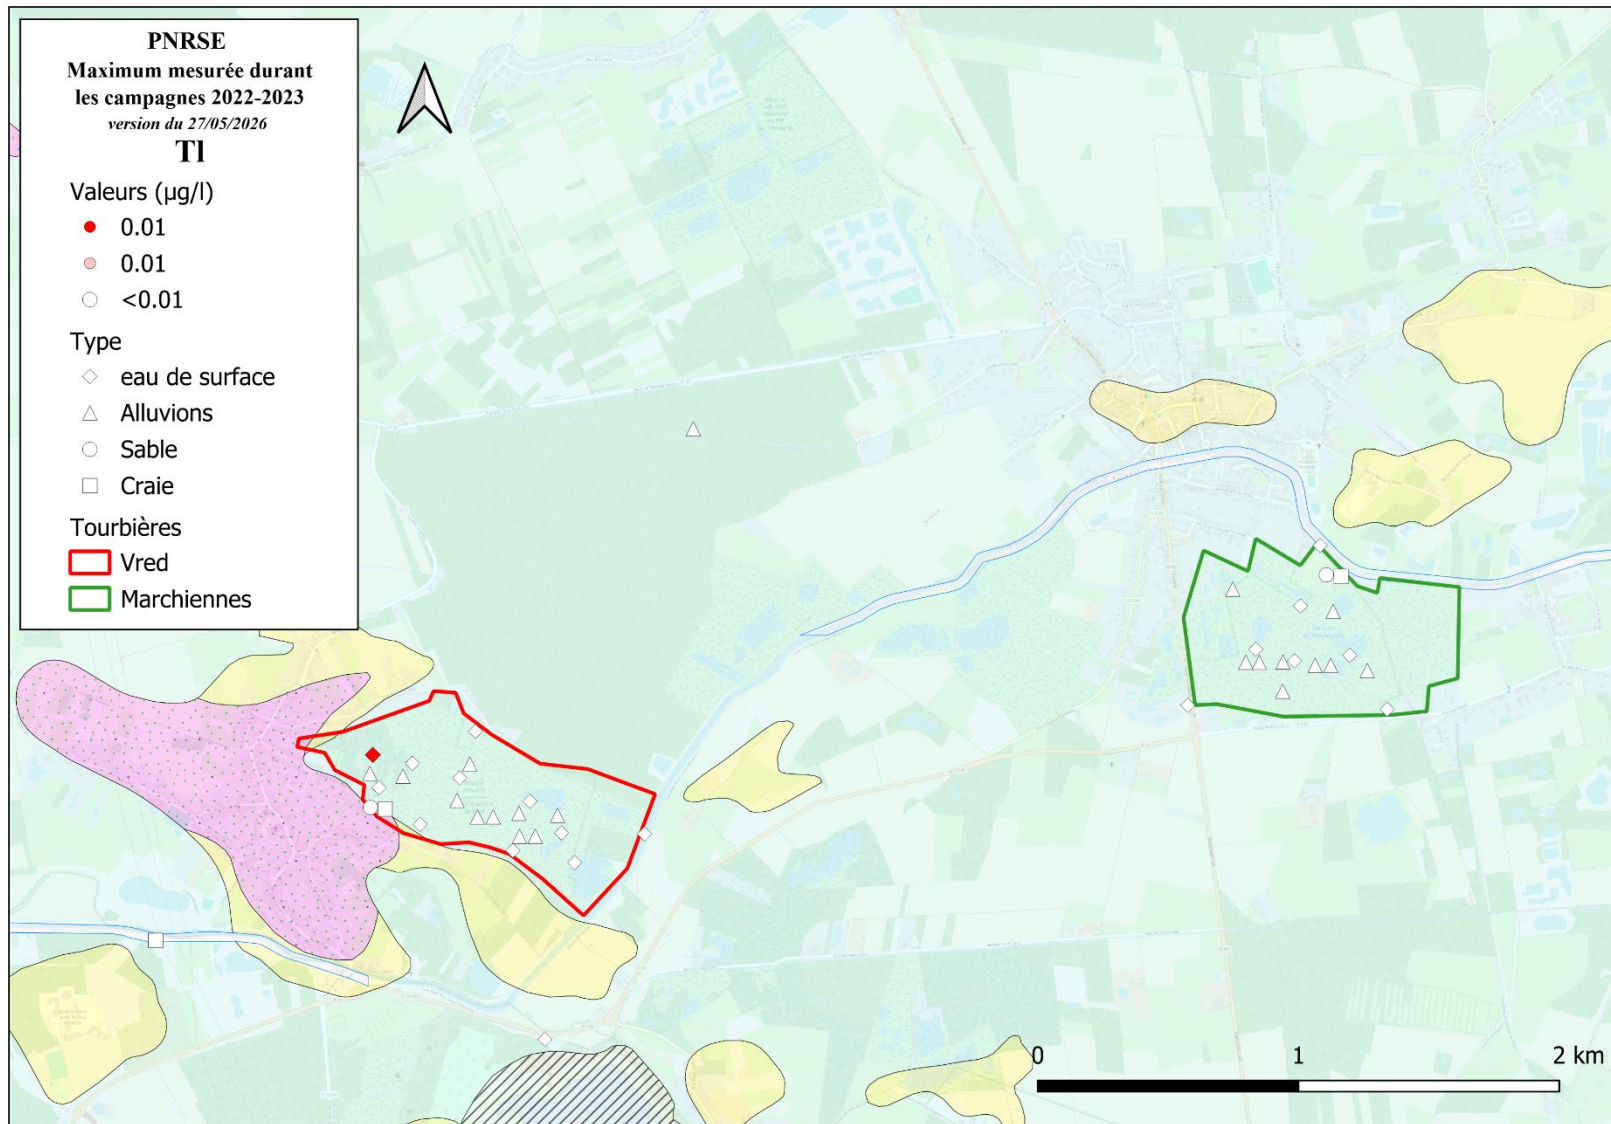 PNRSE
Maximum mesurée durant
les campagnes 2022-2023
version du 27/05/2026
Tl
Valeurs (µg/l)
0.01
0.01
<0.01
Type
eau de surface
Alluvions
Sable
Craie
Tourbières
Vred
Marchiennes
0 1 2 km